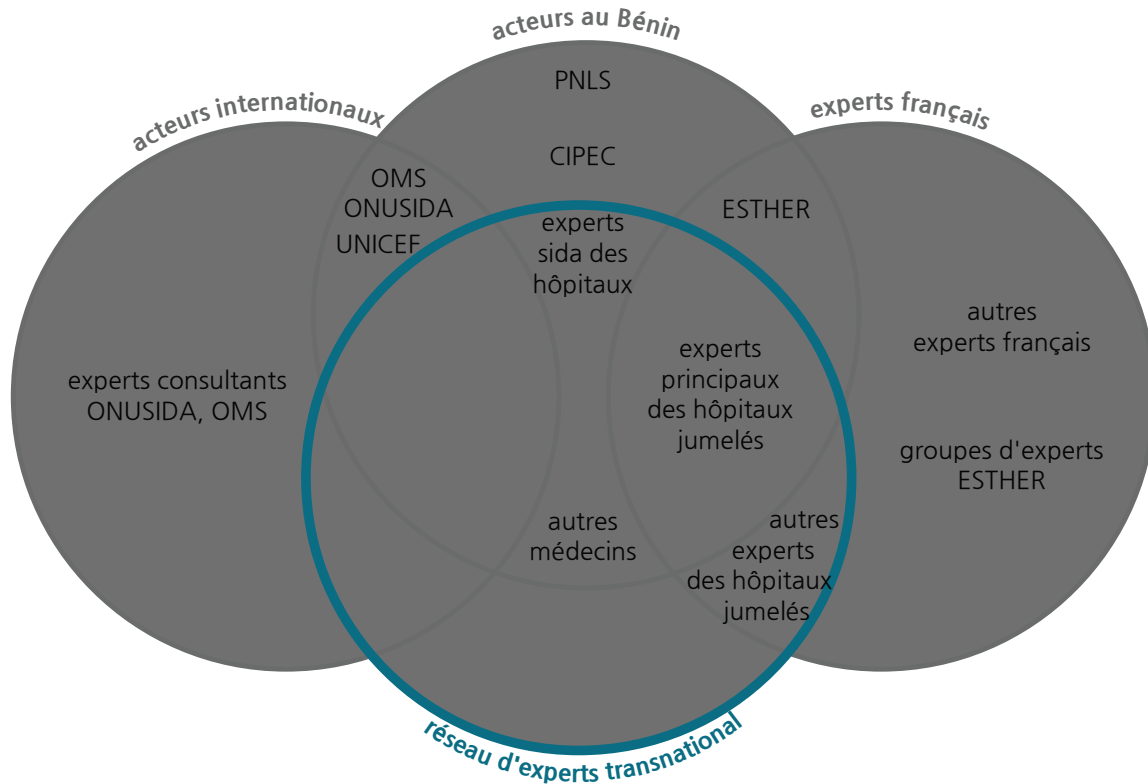 acteurs au Bénin
acteurs internationaux
experts français
PNLS
CIPEC
OMS
ONUSIDA
UNICEF
ESTHER
experts
sida des
hôpitaux
autres
experts français
experts
principaux
des hôpitaux
jumelés
experts consultants
ONUSIDA, OMS
groupes d'experts
ESTHER
autres
médecins
autres
experts
des hôpitaux
jumelés
réseau d'experts transnational